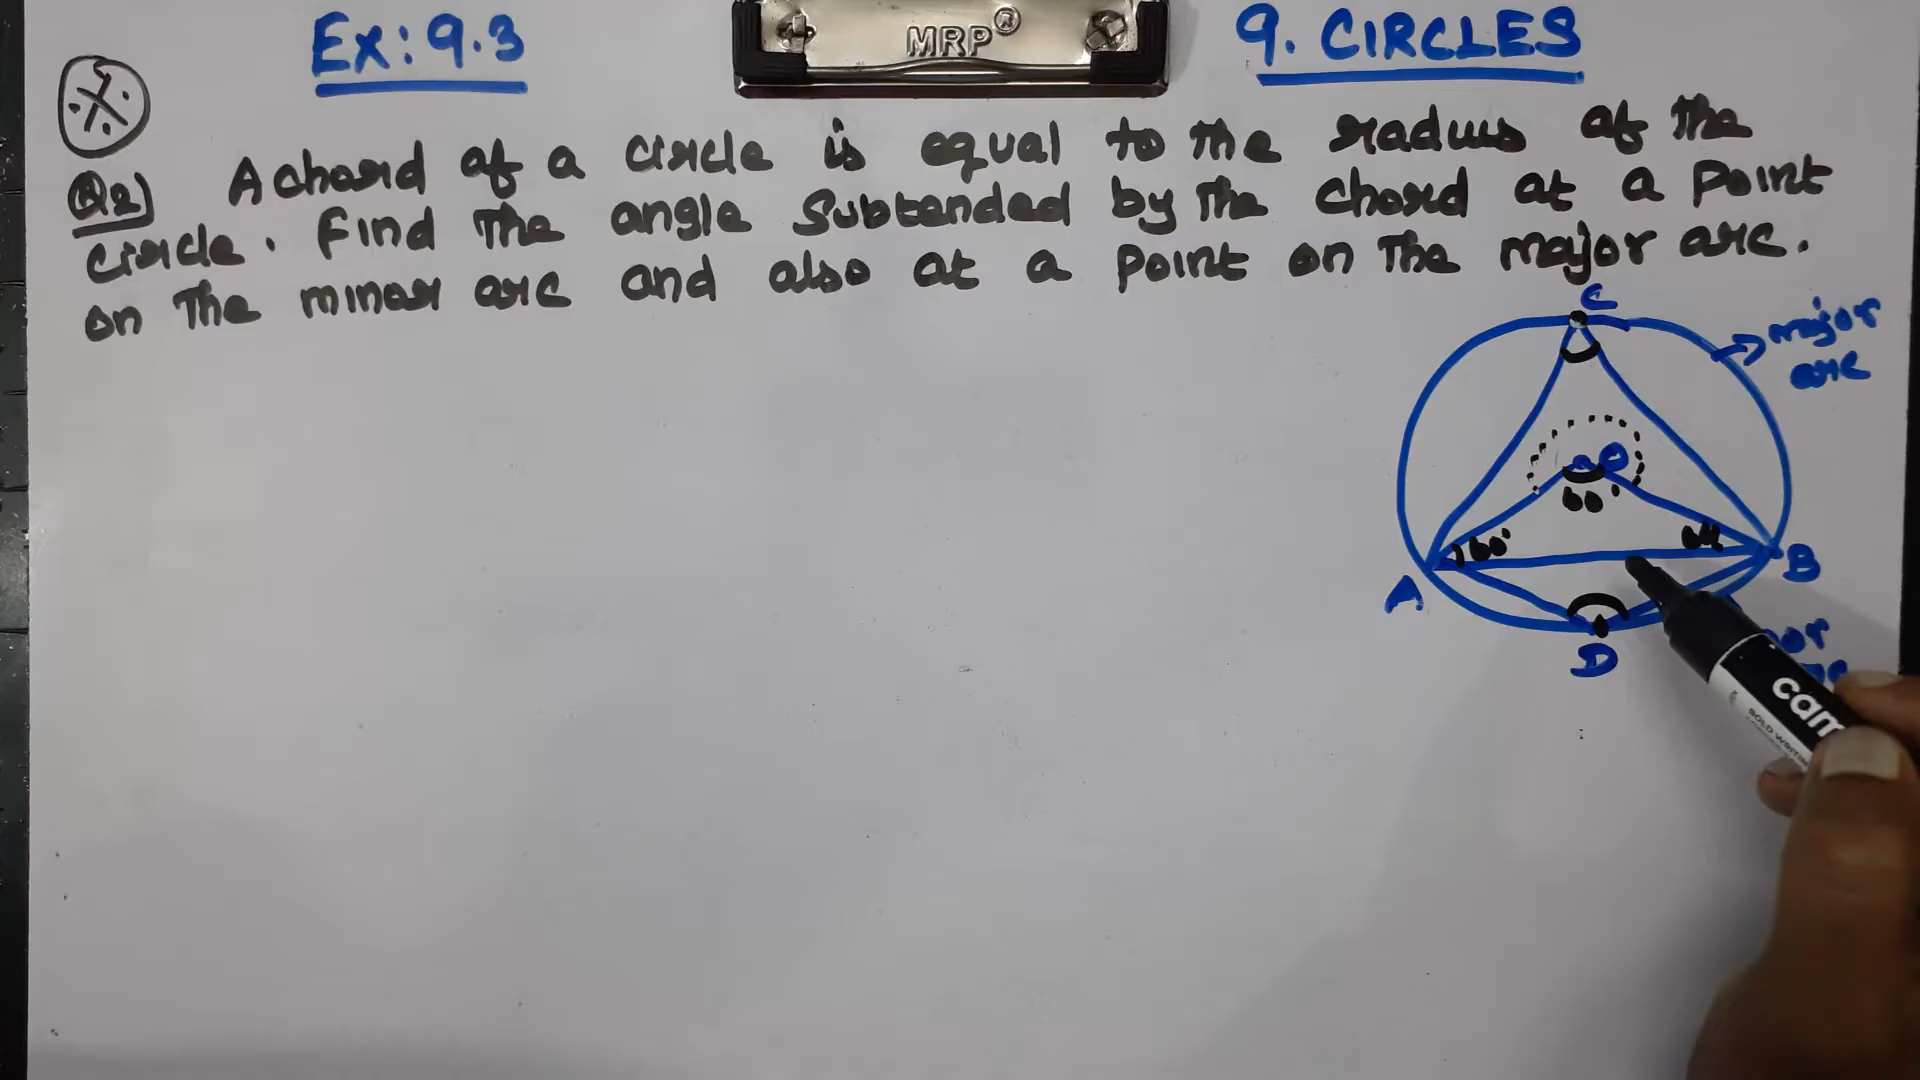 Ex: 9.3
MRP®
9. CIRCLES
Q2) A chord of a circle is equal to the radius of the
circle. Find the angle subtended by the chord at a point
on the minor arc and also at a point on the major arc.
C
major
arc
O
60°
60°
A
B
D
cam